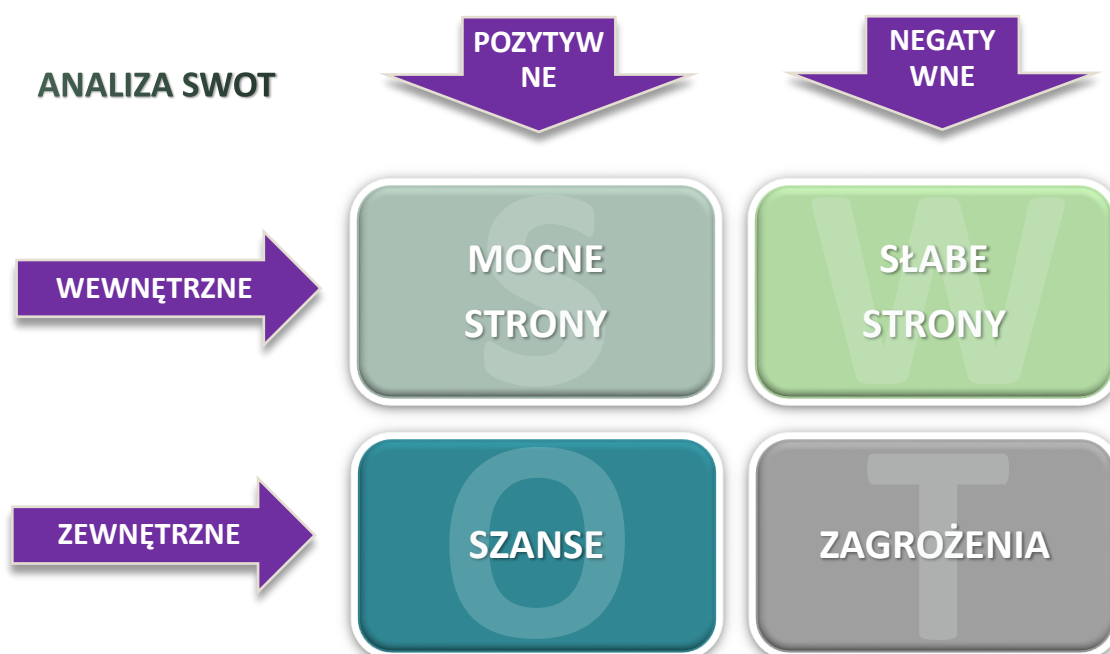 POZYTYW
NE
NEGATY
WNE
ANALIZA SWOT
S
W
MOCNE
STRONY
SŁABE
STRONY
WEWNĘTRZNE
O
T
ZEWNĘTRZNE
SZANSE
ZAGROŻENIA